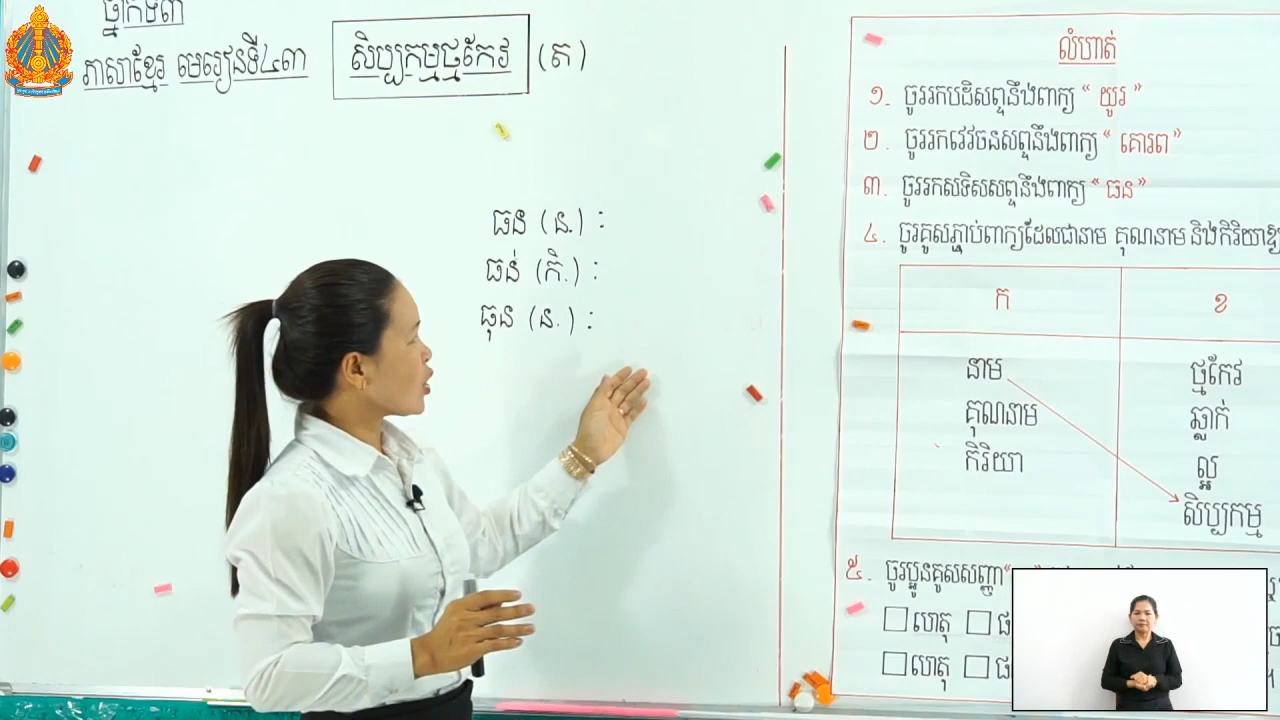 ថ្នាក់ទី៣
ភាសាខ្មែរ មេរៀនទី៤៣
សិប្បកម្មថ្មកែវ (ត)
ធន (ន.) :
ធន់ (កិ.) :
ធុន (ន.) :
លំហាត់
១. ចូររកបដិសព្ទនឹងពាក្យ “ យូរ ”
២. ចូររកវេវចនសព្ទនឹងពាក្យ “ គោរព ”
៣. ចូររកសទិសសព្ទនឹងពាក្យ “ ធន ”
៤. ចូរគូសភ្ជាប់ពាក្យដែលជានាម គុណនាម និងកិរិយាឱ្យ
ក ខ
នាម ថ្មកែវ
គុណនាម ឆ្លាក់
កិរិយា ល្អ
សិប្បកម្ម
៥. ចូរប្អូនគូសសញ្ញា
ហេតុ
ហេតុ